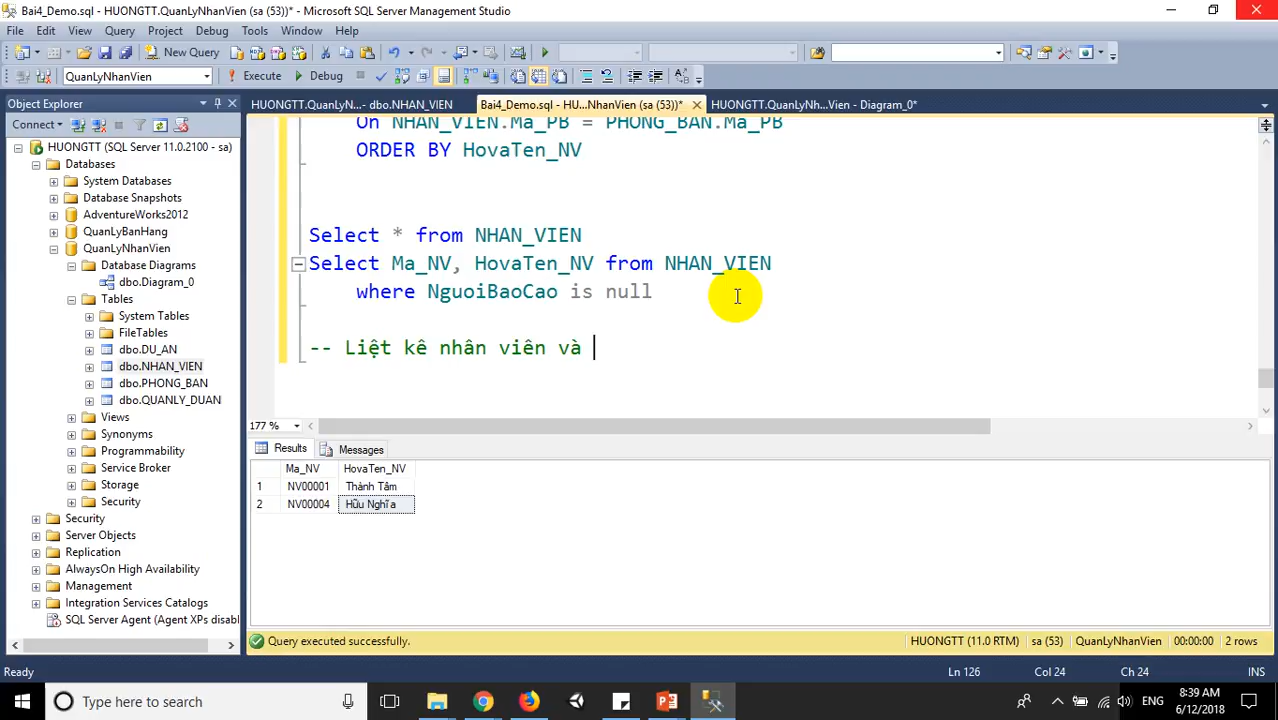 Bai4_Demo.sql - HUONGTT.QuanLyNhanVien (sa (53))* - Microsoft SQL Server Management Studio
File Edit View Query Project Debug Tools Window Help
New Query
QuanLyNhanVien Execute Debug
Object Explorer
HUONGTT.QuanLyN...- dbo.NHAN_VIEN Bai4_Demo.sql - HU...NhanVien (sa (53))* HUONGTT.QuanLyNh...Vien - Diagram_0*
Connect
HUONGTT (SQL Server 11.0.2100 - sa)
Databases
System Databases
Database Snapshots
AdventureWorks2012
QuanLyBanHang
QuanLyNhanVien
Database Diagrams
dbo.Diagram_0
Tables
System Tables
FileTables
dbo.DU_AN
dbo.NHAN_VIEN
dbo.PHONG_BAN
dbo.QUANLY_DUAN
Views
Synonyms
Programmability
Service Broker
Storage
Security
Security
Server Objects
Replication
AlwaysOn High Availability
Management
Integration Services Catalogs
SQL Server Agent (Agent XPs disabl
On NHAN_VIEN.Ma_PB = PHONG_BAN.Ma_PB
ORDER BY HovaTen_NV
Select * from NHAN_VIEN
Select Ma_NV, HovaTen_NV from NHAN_VIEN
where NguoiBaoCao is null
-- Liệt kê nhân viên và
177 %
Results Messages
Ma_NV HovaTen_NV
1 NV00001 Thành Tâm
2 NV00004 Hữu Nghĩa
Query executed successfully. HUONGTT (11.0 RTM) sa (53) QuanLyNhanVien 00:00:00 2 rows
Ready Ln 126 Col 24 Ch 24 INS
Type here to search
ENG
8:39 AM
6/12/2018